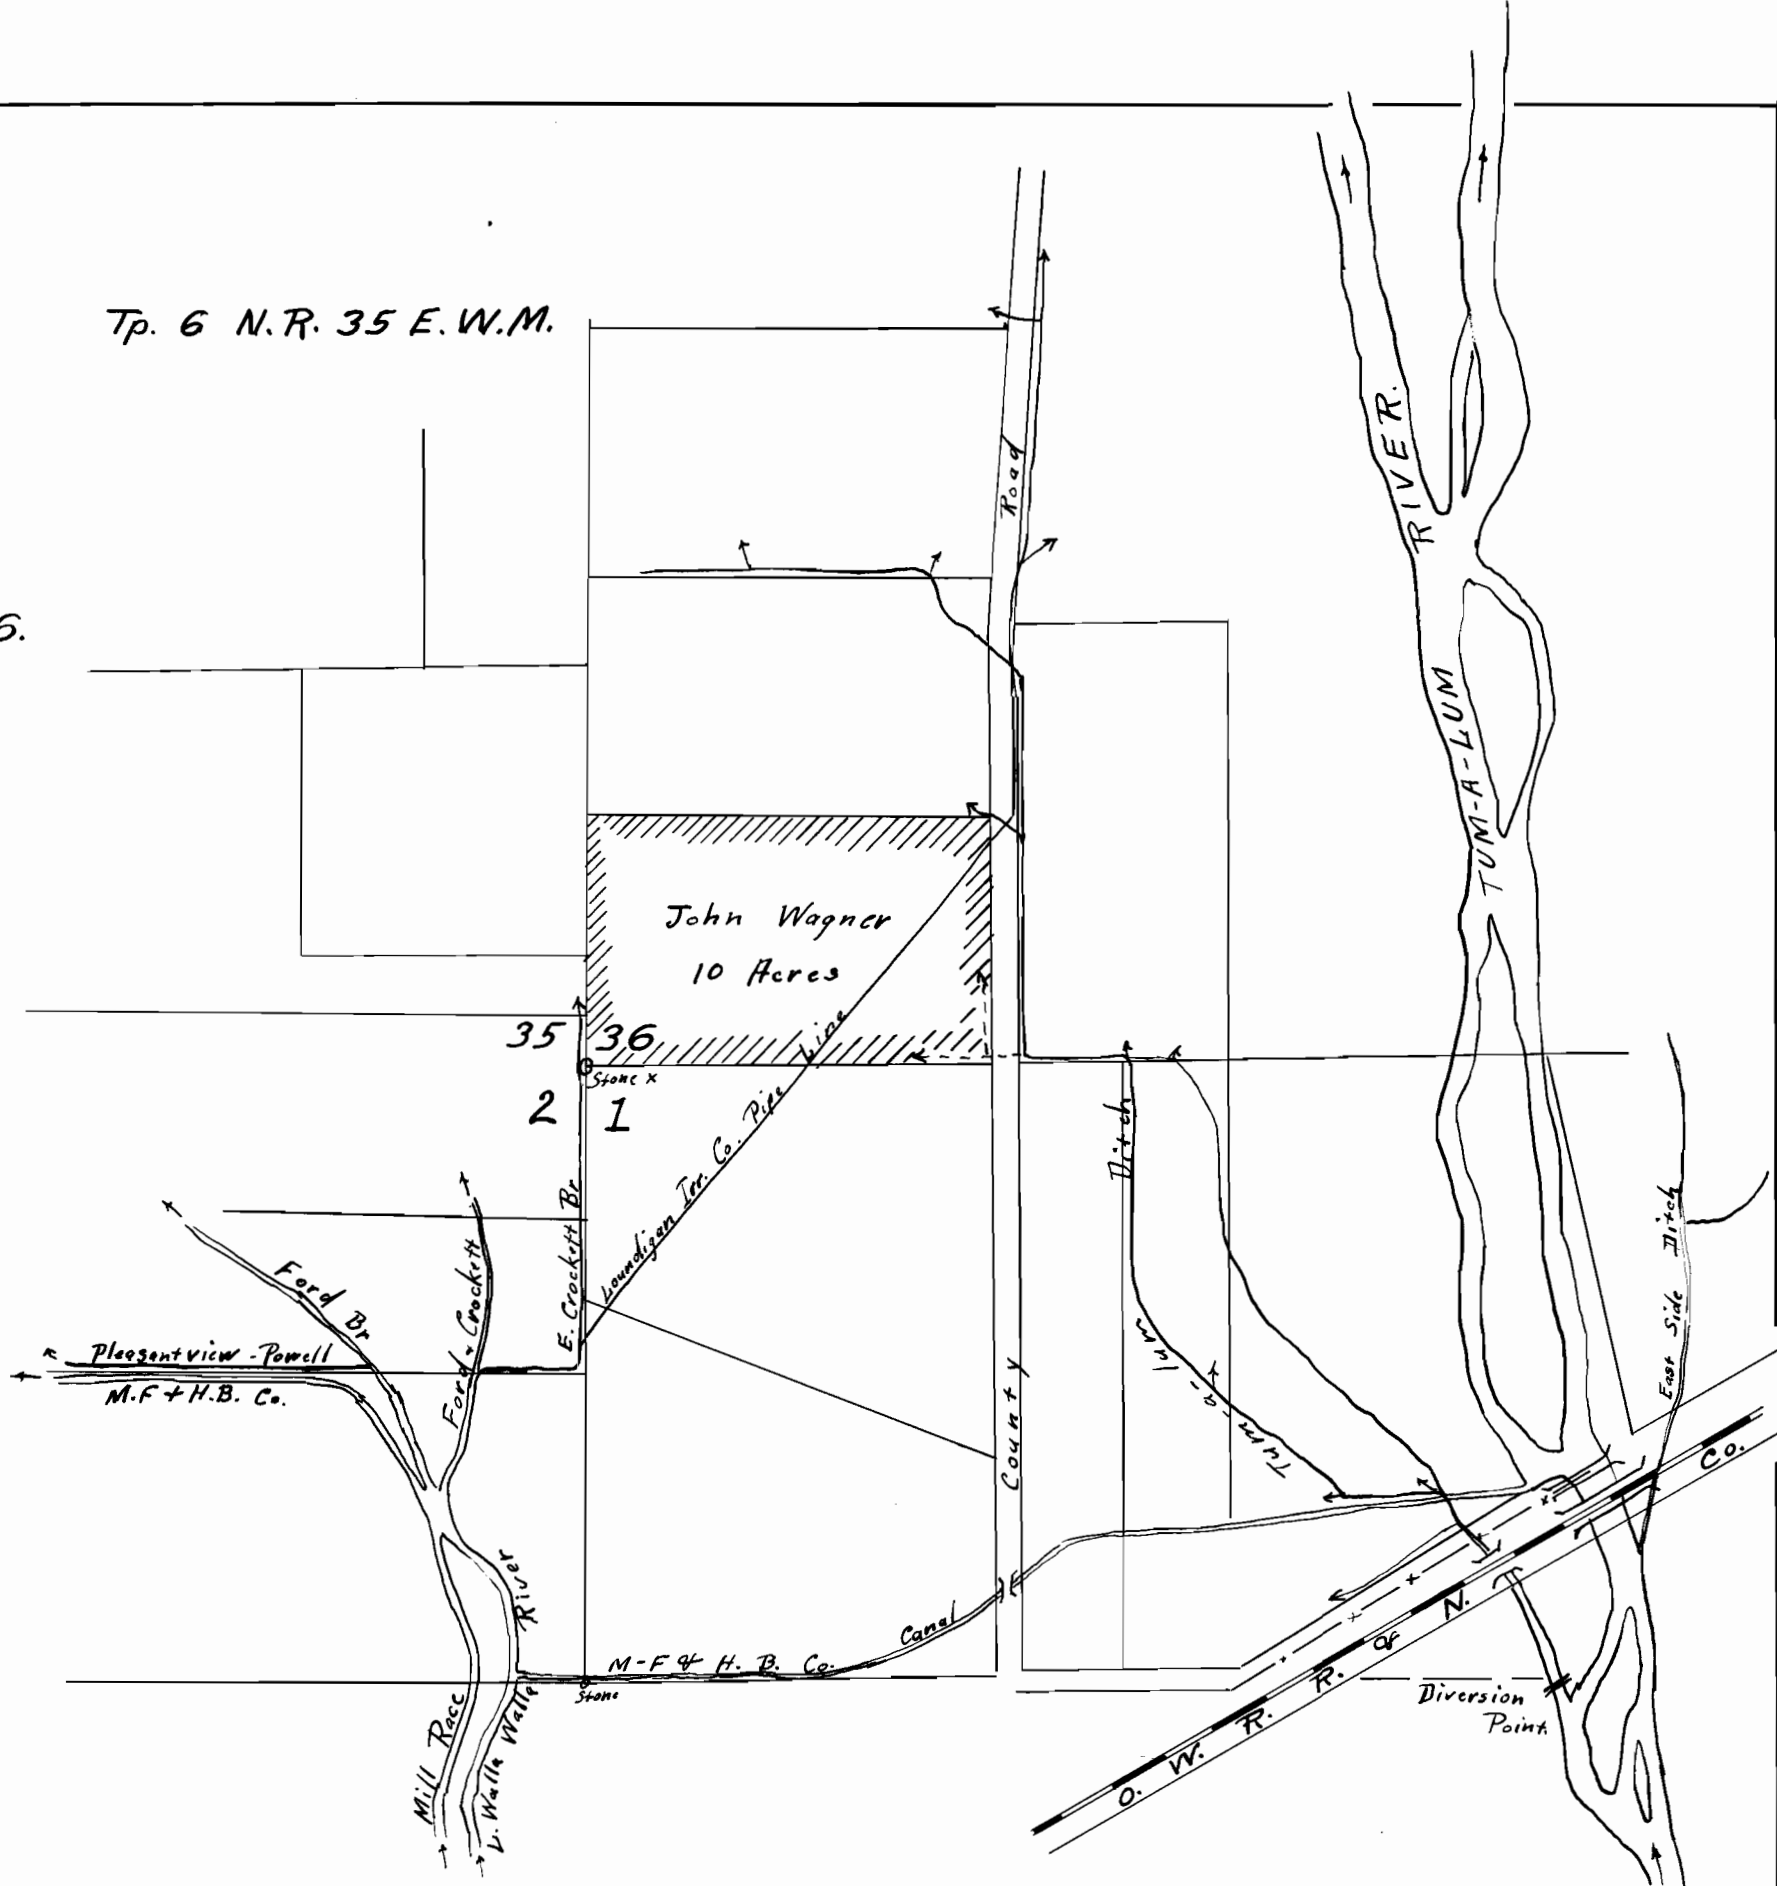 Tp. 6 N. R. 35 E. W. M.
6.
Road
RIVER.
TUM-A-LUM
John Wagner
10 Acres
35 36
Stone x
2 1
Loundigan Irr. Co. Pipe Line
E. Crockett Br
Ditch
Tum-a-lum
East Side Ditch
Ford Br
Ford & Crockett
Pleasantview - Powell
M.F + H.B. Co.
County
River
L. Walla Walla
Canal
M-F & H. B. Co.
Stone
Mill Race
Diversion
Point.
O. W. R. R. & N. Co.